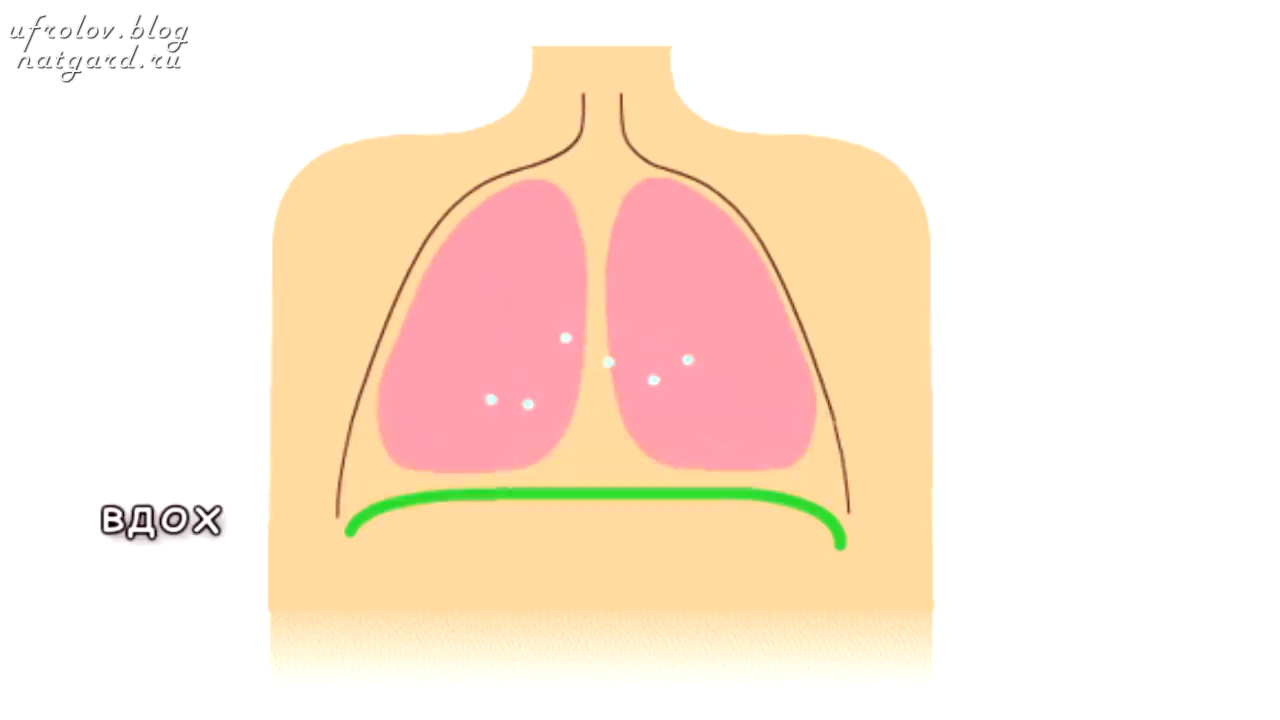 ufrolov.blog
natgard.ru
вдох